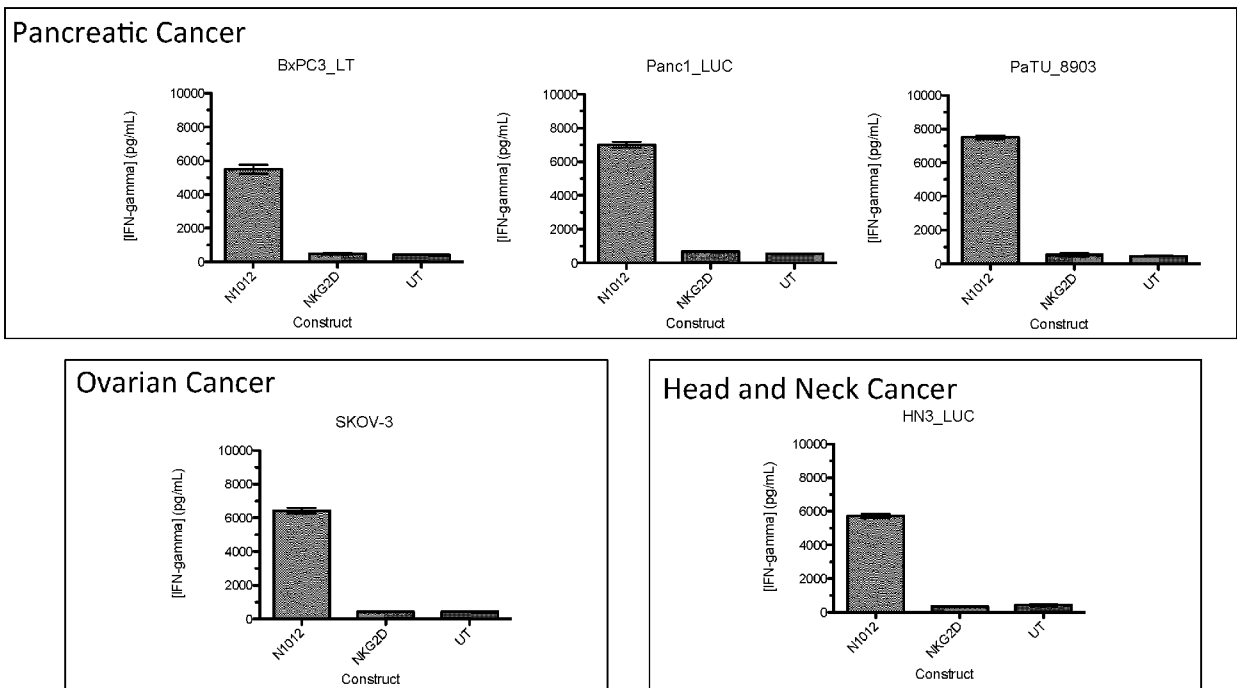 Pancreatic Cancer
BxPC3_LT
[IFN-gamma] (pg/mL)
10000
8000
6000
4000
2000
0
N1012
NKG2D
UT
Construct
Panc1_LUC
[IFN-gamma] (pg/mL)
10000
8000
6000
4000
2000
0
N1012
NKG2D
UT
Construct
PaTU_8903
[IFN-gamma] (pg/mL)
10000
8000
6000
4000
2000
0
N1012
NKG2D
UT
Construct
Ovarian Cancer
SKOV-3
[IFN-gamma] (pg/mL)
10000
8000
6000
4000
2000
0
N1012
NKG2D
UT
Construct
Head and Neck Cancer
HN3_LUC
[IFN-gamma] (pg/mL)
10000
8000
6000
4000
2000
0
N1012
NKG2D
UT
Construct